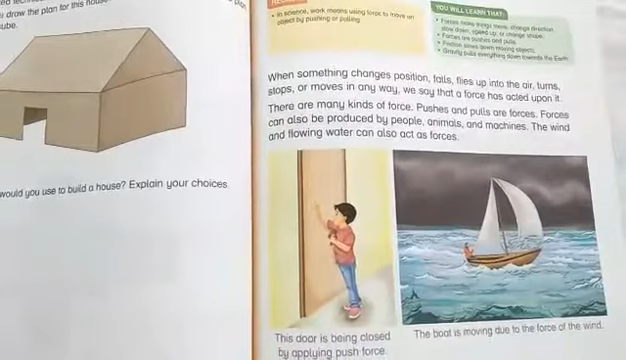 drow the plan for this house
ube.
would you use to build a house? Explain your choices.
• In science, work means using force to move an
object by pushing or pulling.
YOU WILL LEARN THAT:
• Forces make things move, change direction,
slow down, speed up, or change shape.
• Forces are pushes and pulls.
• Friction slows down moving objects.
• Gravity pulls everything down towards the Earth.
When something changes position, falls, flies up into the air, turns,
stops, or moves in any way, we say that a force has acted upon it.
There are many kinds of force. Pushes and pulls are forces. Forces
can also be produced by people, animals, and machines. The wind
and flowing water can also act as forces.
This door is being closed
by applying push force.
The boat is moving due to the force of the wind.